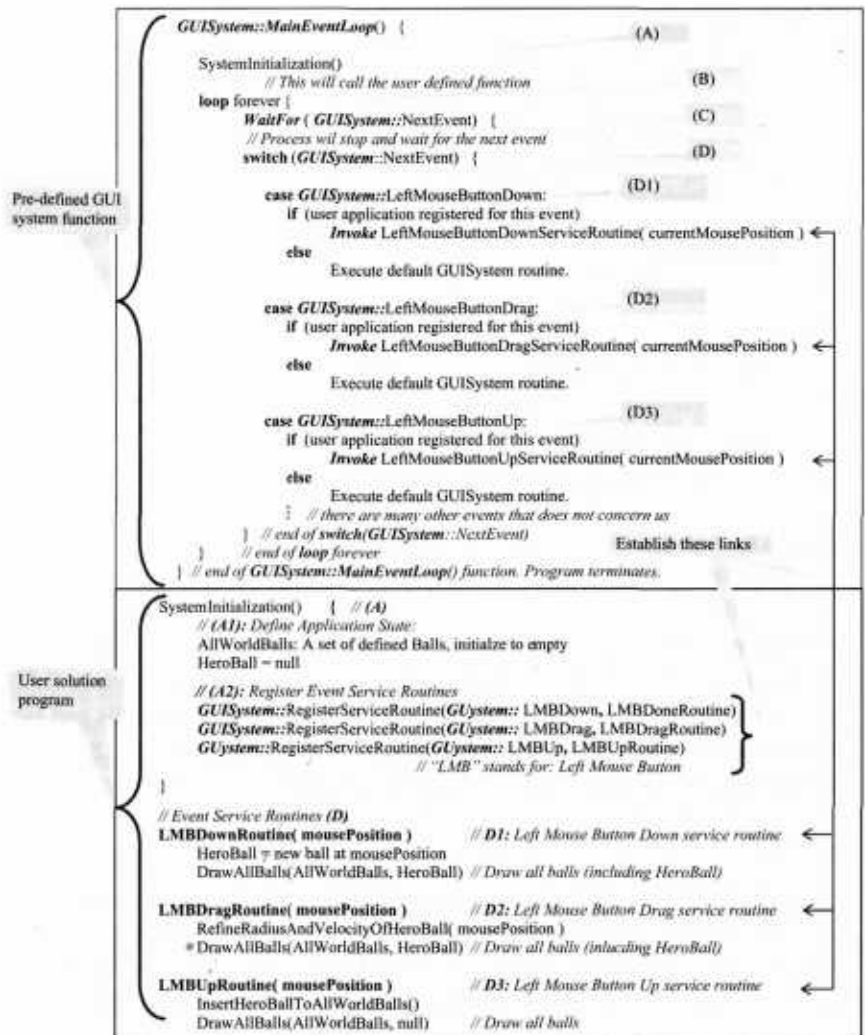 GUISystem::MainEventLoop() {
(A)
SystemInitialization()
// This will call the user defined function
(B)
loop forever {
WaitFor ( GUISystem::NextEvent) {
(C)
// Process wil stop and wait for the next event
switch (GUISystem::NextEvent) {
(D)
Pre-defined GUI
system function
case GUISystem::LeftMouseButtonDown:
(D1)
if (user application registered for this event)
Invoke LeftMouseButtonDownServiceRoutine( currentMousePosition )
else
Execute default GUISystem routine.
case GUISystem::LeftMouseButtonDrag:
(D2)
if (user application registered for this event)
Invoke LeftMouseButtonDragServiceRoutine( currentMousePosition )
else
Execute default GUISystem routine.
case GUISystem::LeftMouseButtonUp:
(D3)
if (user application registered for this event)
Invoke LeftMouseButtonUpServiceRoutine( currentMousePosition )
else
Execute default GUISystem routine.
⋮ // there are many other events that does not concern us
} // end of switch(GUISystem::NextEvent)
} // end of loop forever
Establish these links
} // end of GUISystem::MainEventLoop() function. Program terminates.
User solution
program
SystemInitialization() { // (A)
// (A1): Define Application State:
AllWorldBalls: A set of defined Balls, initialze to empty
HeroBall = null
// (A2): Register Event Service Routines
GUISystem::RegisterServiceRoutine(GUystem:: LMBDown, LMBDoneRoutine)
GUISystem::RegisterServiceRoutine(GUystem:: LMBDrag, LMBDragRoutine)
GUystem::RegisterServiceRoutine(GUystem:: LMBUp, LMBUpRoutine)
// "LMB" stands for: Left Mouse Button
}
// Event Service Routines (D)
LMBDownRoutine( mousePosition ) // D1: Left Mouse Button Down service routine
HeroBall = new ball at mousePosition
DrawAllBalls(AllWorldBalls, HeroBall) // Draw all balls (including HeroBall)
LMBDragRoutine( mousePosition ) // D2: Left Mouse Button Drag service routine
RefineRadiusAndVelocityOfHeroBall( mousePosition )
DrawAllBalls(AllWorldBalls, HeroBall) // Draw all balls (inlucding HeroBall)
LMBUpRoutine( mousePosition ) // D3: Left Mouse Button Up service routine
InsertHeroBallToAllWorldBalls()
DrawAllBalls(AllWorldBalls, null) // Draw all balls